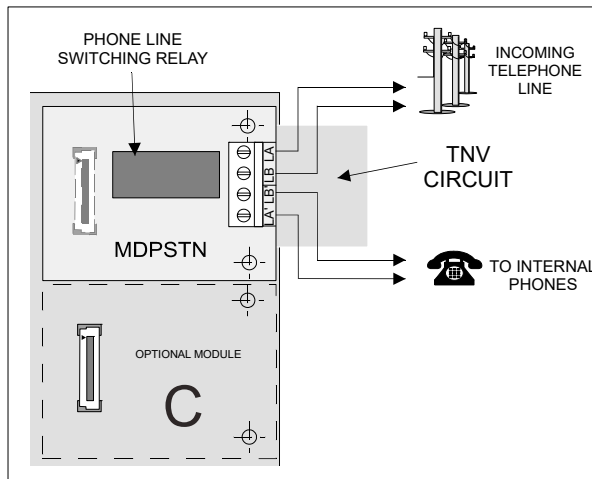 PHONE LINE
SWITCHING RELAY
INCOMING
TELEPHONE
LINE
TNV
CIRCUIT
LA
LB
LB'
LA'
MDPSTN
TO INTERNAL
PHONES
OPTIONAL MODULE
C